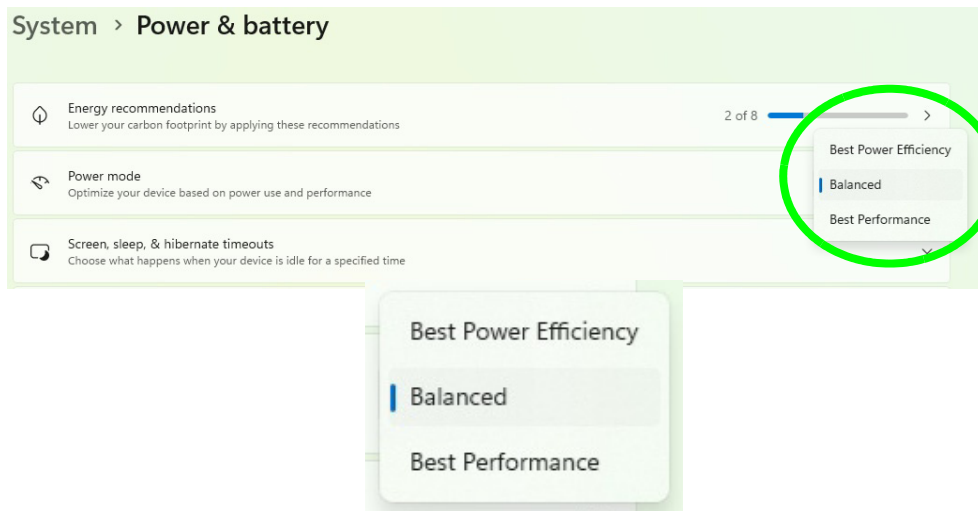 System > Power & battery
Energy recommendations
Lower your carbon footprint by applying these recommendations
2 of 8
Power mode
Optimize your device based on power use and performance
Best Power Efficiency
Balanced
Best Performance
Screen, sleep, & hibernate timeouts
Choose what happens when your device is idle for a specified time
Best Power Efficiency
Balanced
Best Performance